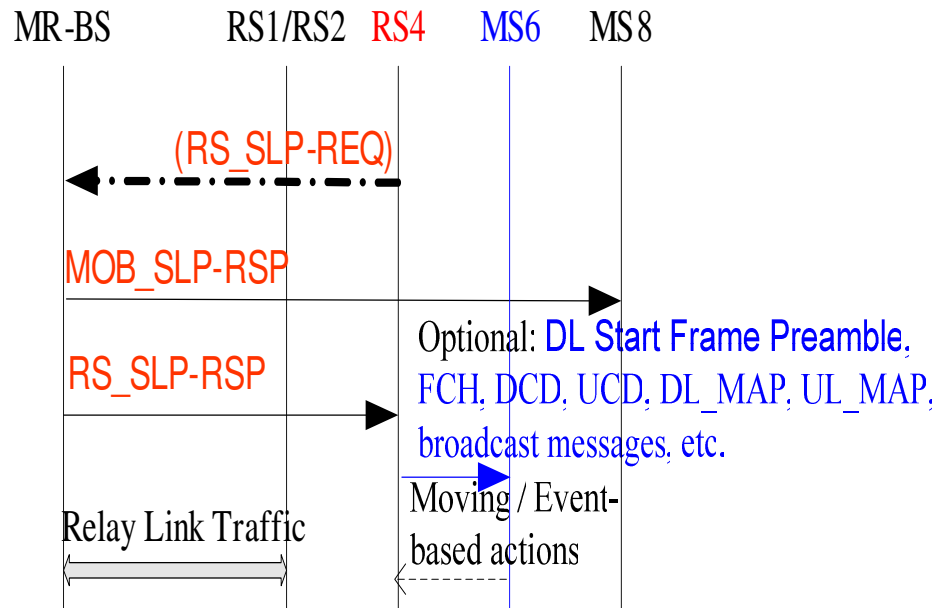 MR-BS RS1/RS2 RS4 MS6 MS8
(RS_SLP-REQ)
MOB_SLP-RSP
Optional: DL Start Frame Preamble,
RS_SLP-RSP
FCH, DCD, UCD, DL_MAP, UL_MAP,
broadcast messages, etc.
Moving / Event-
based actions
Relay Link Traffic